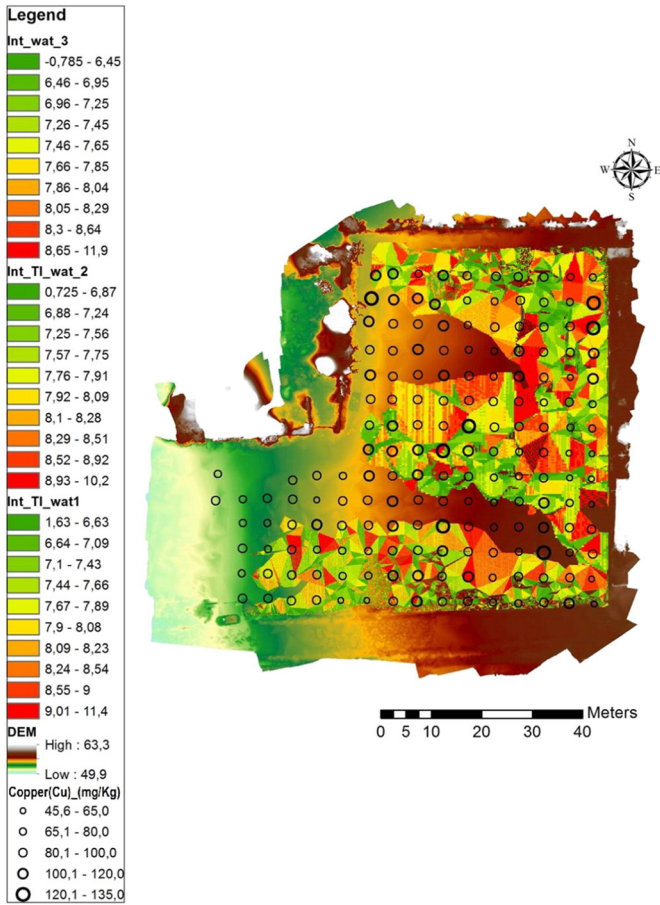 Legend
Int_wat_3
-0,785 - 6,45
6,46 - 6,95
6,96 - 7,25
7,26 - 7,45
7,46 - 7,65
7,66 - 7,85
7,86 - 8,04
8,05 - 8,29
8,3 - 8,64
8,65 - 11,9
Int_TI_wat_2
0,725 - 6,87
6,88 - 7,24
7,25 - 7,56
7,57 - 7,75
7,76 - 7,91
7,92 - 8,09
8,1 - 8,28
8,29 - 8,51
8,52 - 8,92
8,93 - 10,2
Int_TI_wat1
1,63 - 6,63
6,64 - 7,09
7,1 - 7,43
7,44 - 7,66
7,67 - 7,89
7,9 - 8,08
8,09 - 8,23
8,24 - 8,54
8,55 - 9
9,01 - 11,4
DEM
High : 63,3
Low : 49,9
Copper(Cu)_(mg/Kg)
45,6 - 65,0
65,1 - 80,0
80,1 - 100,0
100,1 - 120,0
120,1 - 135,0
N
W E
S
Meters
0 5 10 20 30 40